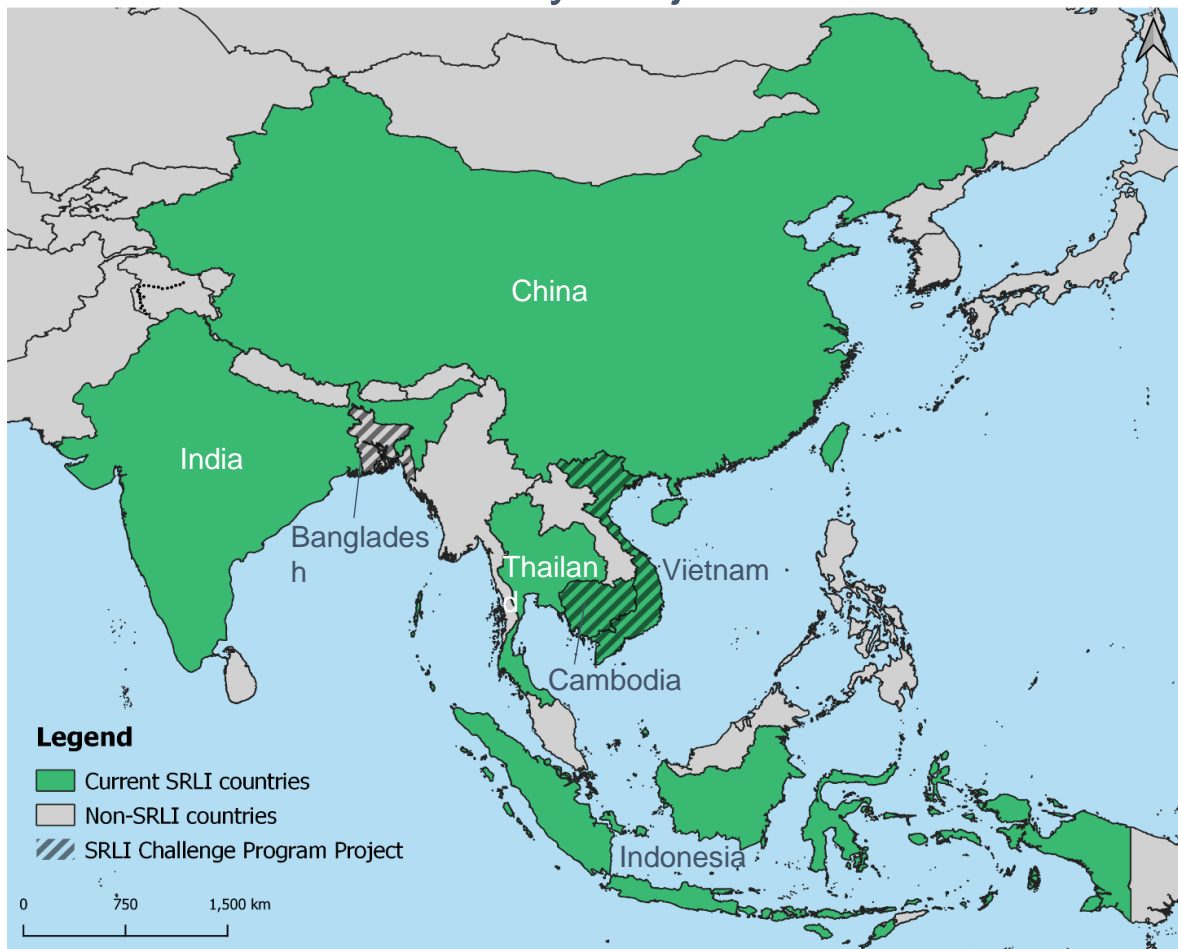 China
India
Banglades
h
Thailan
d
Vietnam
Cambodia
Indonesia
Legend
Current SRLI countries
Non-SRLI countries
SRLI Challenge Program Project
0 750 1,500 km